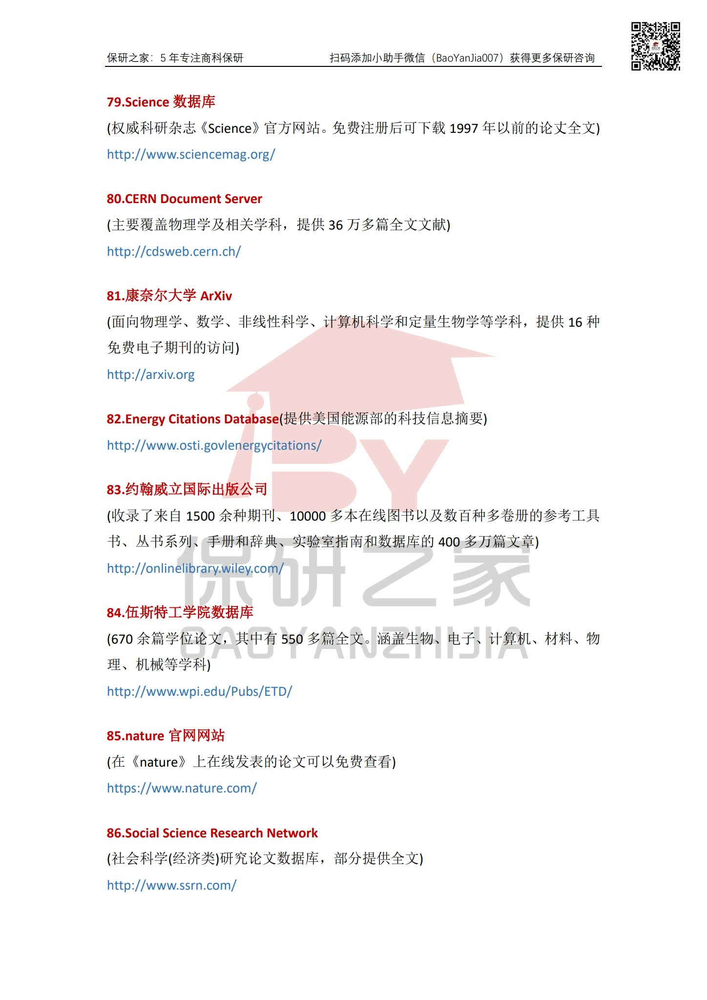 保研之家：5 年专注商科保研 扫码添加小助手微信（BaoYanJia007）获得更多保研咨询
79.Science 数据库
(权威科研杂志《Science》官方网站。免费注册后可下载 1997 年以前的论文全文)
http://www.sciencemag.org/
80.CERN Document Server
(主要覆盖物理学及相关学科，提供 36 万多篇全文文献)
http://cdsweb.cern.ch/
81.康奈尔大学 ArXiv
(面向物理学、数学、非线性科学、计算机科学和定量生物学等学科，提供 16 种
免费电子期刊的访问)
http://arxiv.org
82.Energy Citations Database(提供美国能源部的科技信息摘要)
http://www.osti.govlenergycitations/
83.约翰威立国际出版公司
(收录了来自 1500 余种期刊、10000 多本在线图书以及数百种多卷册的参考工具
书、丛书系列、手册和辞典、实验室指南和数据库的 400 多万篇文章)
http://onlinelibrary.wiley.com/
84.伍斯特工学院数据库
(670 余篇学位论文，其中有 550 多篇全文。涵盖生物、电子、计算机、材料、物
理、机械等学科)
http://www.wpi.edu/Pubs/ETD/
85.nature 官网网站
(在《nature》上在线发表的论文可以免费查看)
https://www.nature.com/
86.Social Science Research Network
(社会科学(经济类)研究论文数据库，部分提供全文)
http://www.ssrn.com/
BY
保研之家
BAOYANZHIJIA